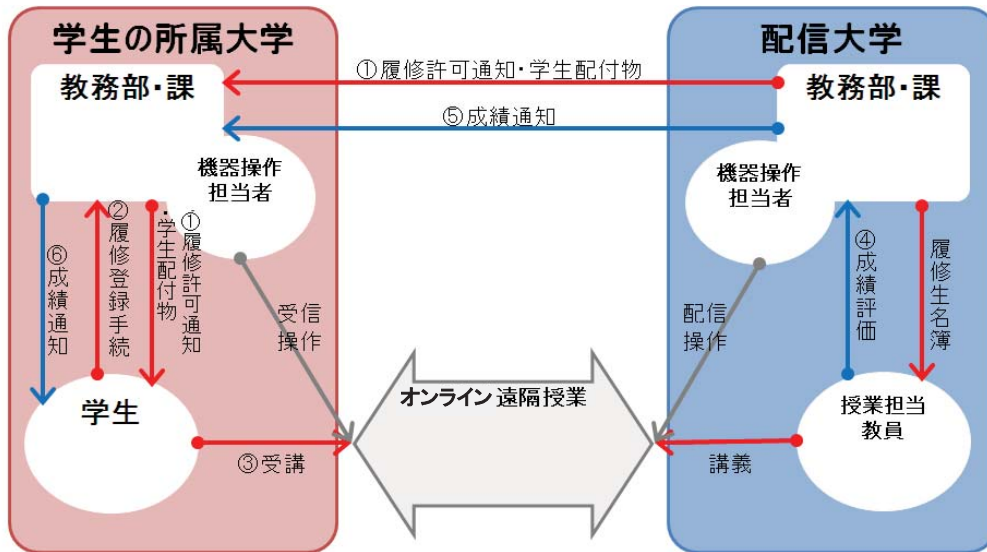 学生の所属大学
配信大学
①履修許可通知・学生配付物
教務部・課
教務部・課
⑤成績通知
機器操作
担当者
機器操作
担当者
⑥成績通知
②履修登録手続
①履修許可通知
・学生配付物
④成績評価
履修生名簿
受信
操作
配信
操作
オンライン遠隔授業
学生
授業担当
教員
③受講
講義